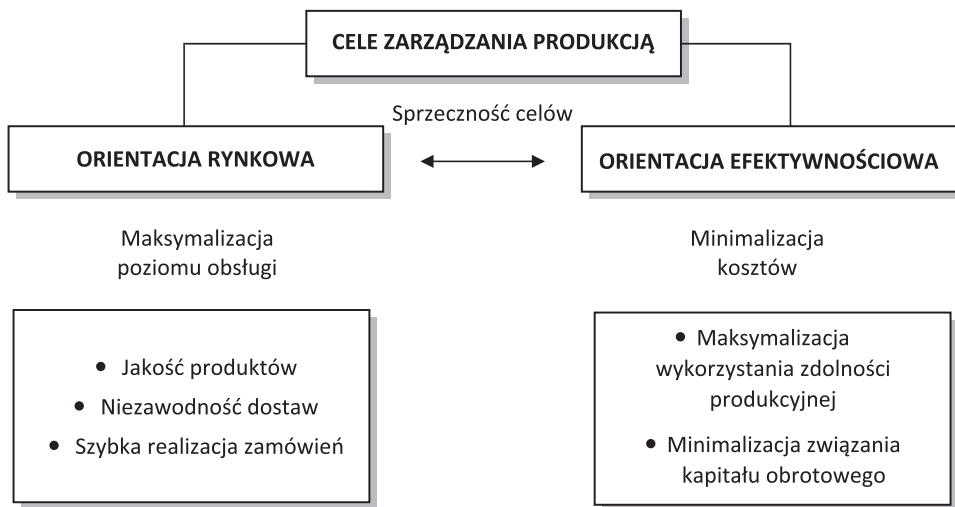 CELE ZARZĄDZANIA PRODUKCJĄ
Sprzeczność celów
ORIENTACJA RYNKOWA
ORIENTACJA EFEKTYWNOŚCIOWA
Maksymalizacja
poziomu obsługi
Minimalizacja
kosztów
• Jakość produktów
• Niezawodność dostaw
• Szybka realizacja zamówień
• Maksymalizacja
wykorzystania zdolności
produkcyjnej
• Minimalizacja związania
kapitału obrotowego